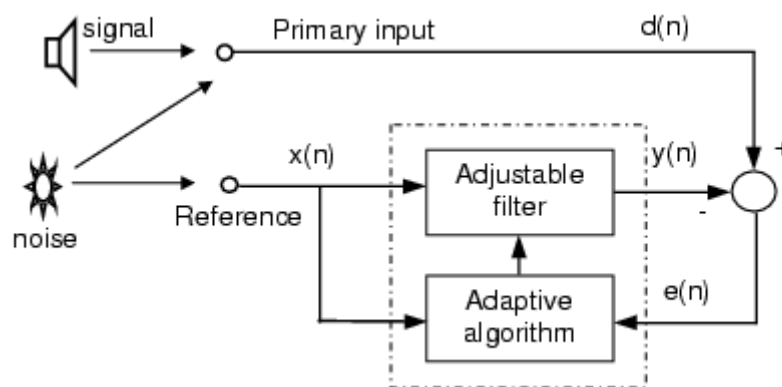 signal
Primary input
d(n)
+
x(n)
Adjustable
filter
y(n)
-
Reference
noise
Adaptive
algorithm
e(n)